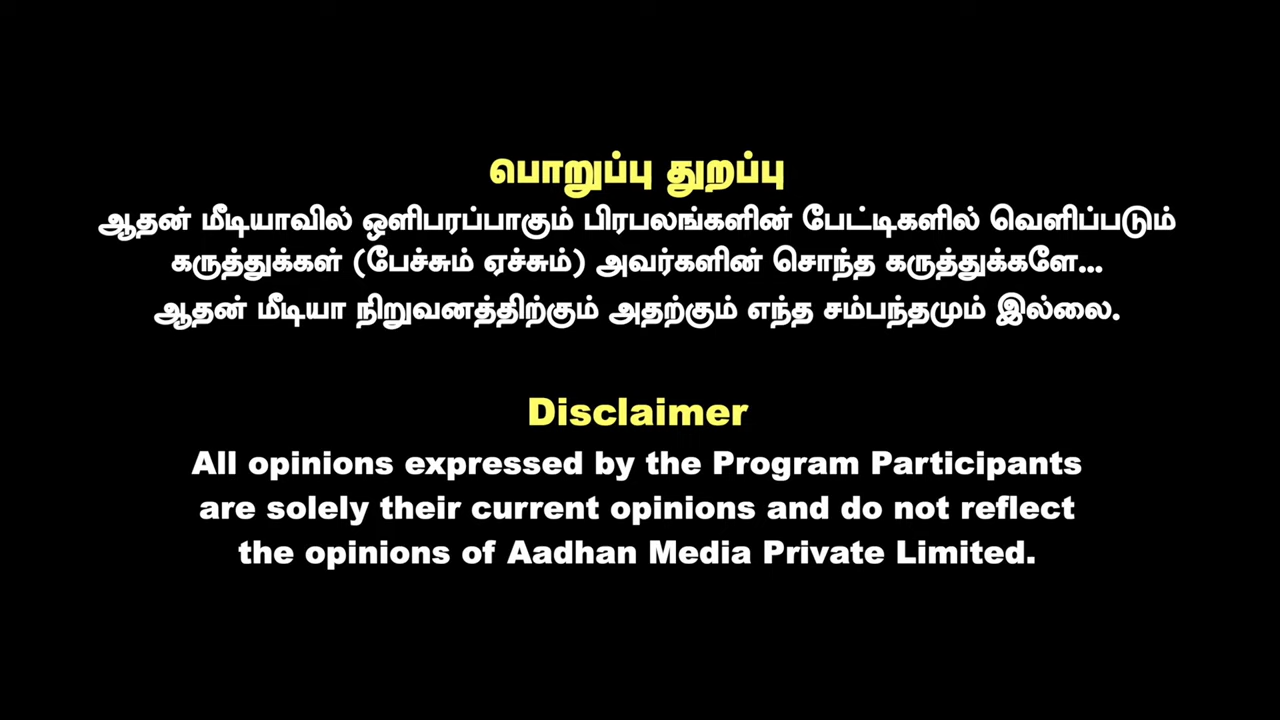 பொறுப்பு துறப்பு
ஆதன் மீடியாவில் ஒளிபரப்பாகும் பிரபலங்களின் பேட்டிகளில் வெளிப்படும்
கருத்துக்கள் (பேச்சும் ஏச்சும்) அவர்களின் சொந்த கருத்துக்களே...
ஆதன் மீடியா நிறுவனத்திற்கும் அதற்கும் எந்த சம்பந்தமும் இல்லை.
Disclaimer
All opinions expressed by the Program Participants
are solely their current opinions and do not reflect
the opinions of Aadhan Media Private Limited.